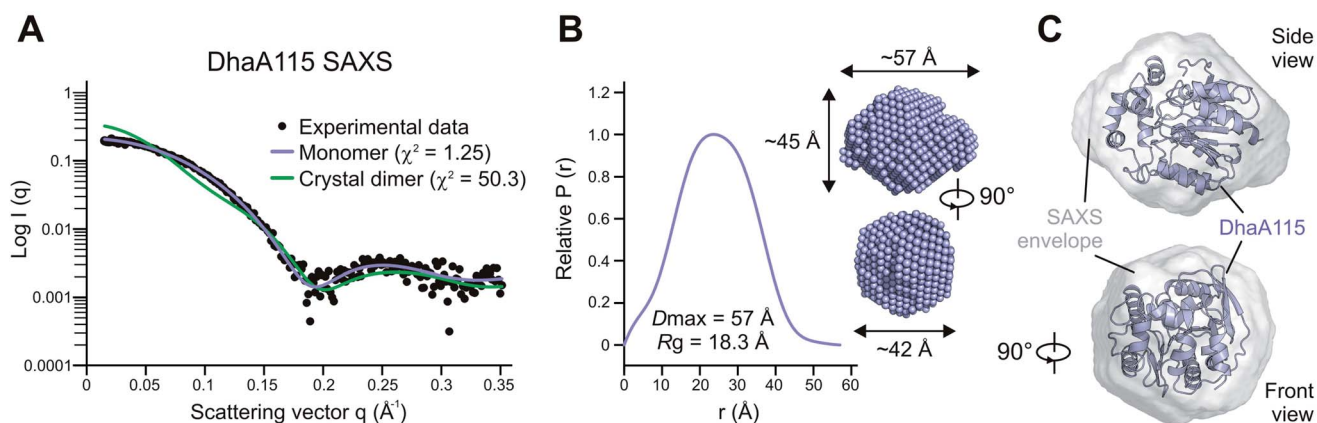 A
DhaA115 SAXS
Log I (q)
1
0.1
0.01
0.001
0.0001
Experimental data
Monomer (χ² = 1.25)
Crystal dimer (χ² = 50.3)
0
0.05
0.1
0.15
0.2
0.25
0.3
0.35
Scattering vector q (Å⁻¹)
B
Relative P (r)
1.2
1.0
0.8
0.6
0.4
0.2
0
Dmax = 57 Å
Rg = 18.3 Å
0
10
20
30
40
50
60
r (Å)
~57 Å
~45 Å
90°
~42 Å
C
Side
view
SAXS
envelope
DhaA115
90°
Front
view